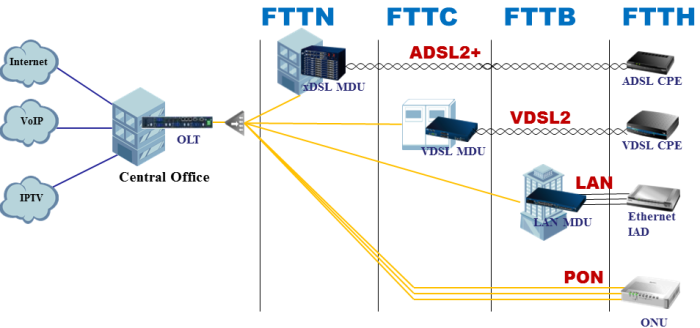 FTTN FTTC FTTB FTTH
ADSL2+
Internet
xDSL MDU
ADSL CPE
VoIP
OLT
VDSL2
VDSL MDU
VDSL CPE
Central Office
LAN
IPTV
LAN MDU
Ethernet
IAD
PON
ONU